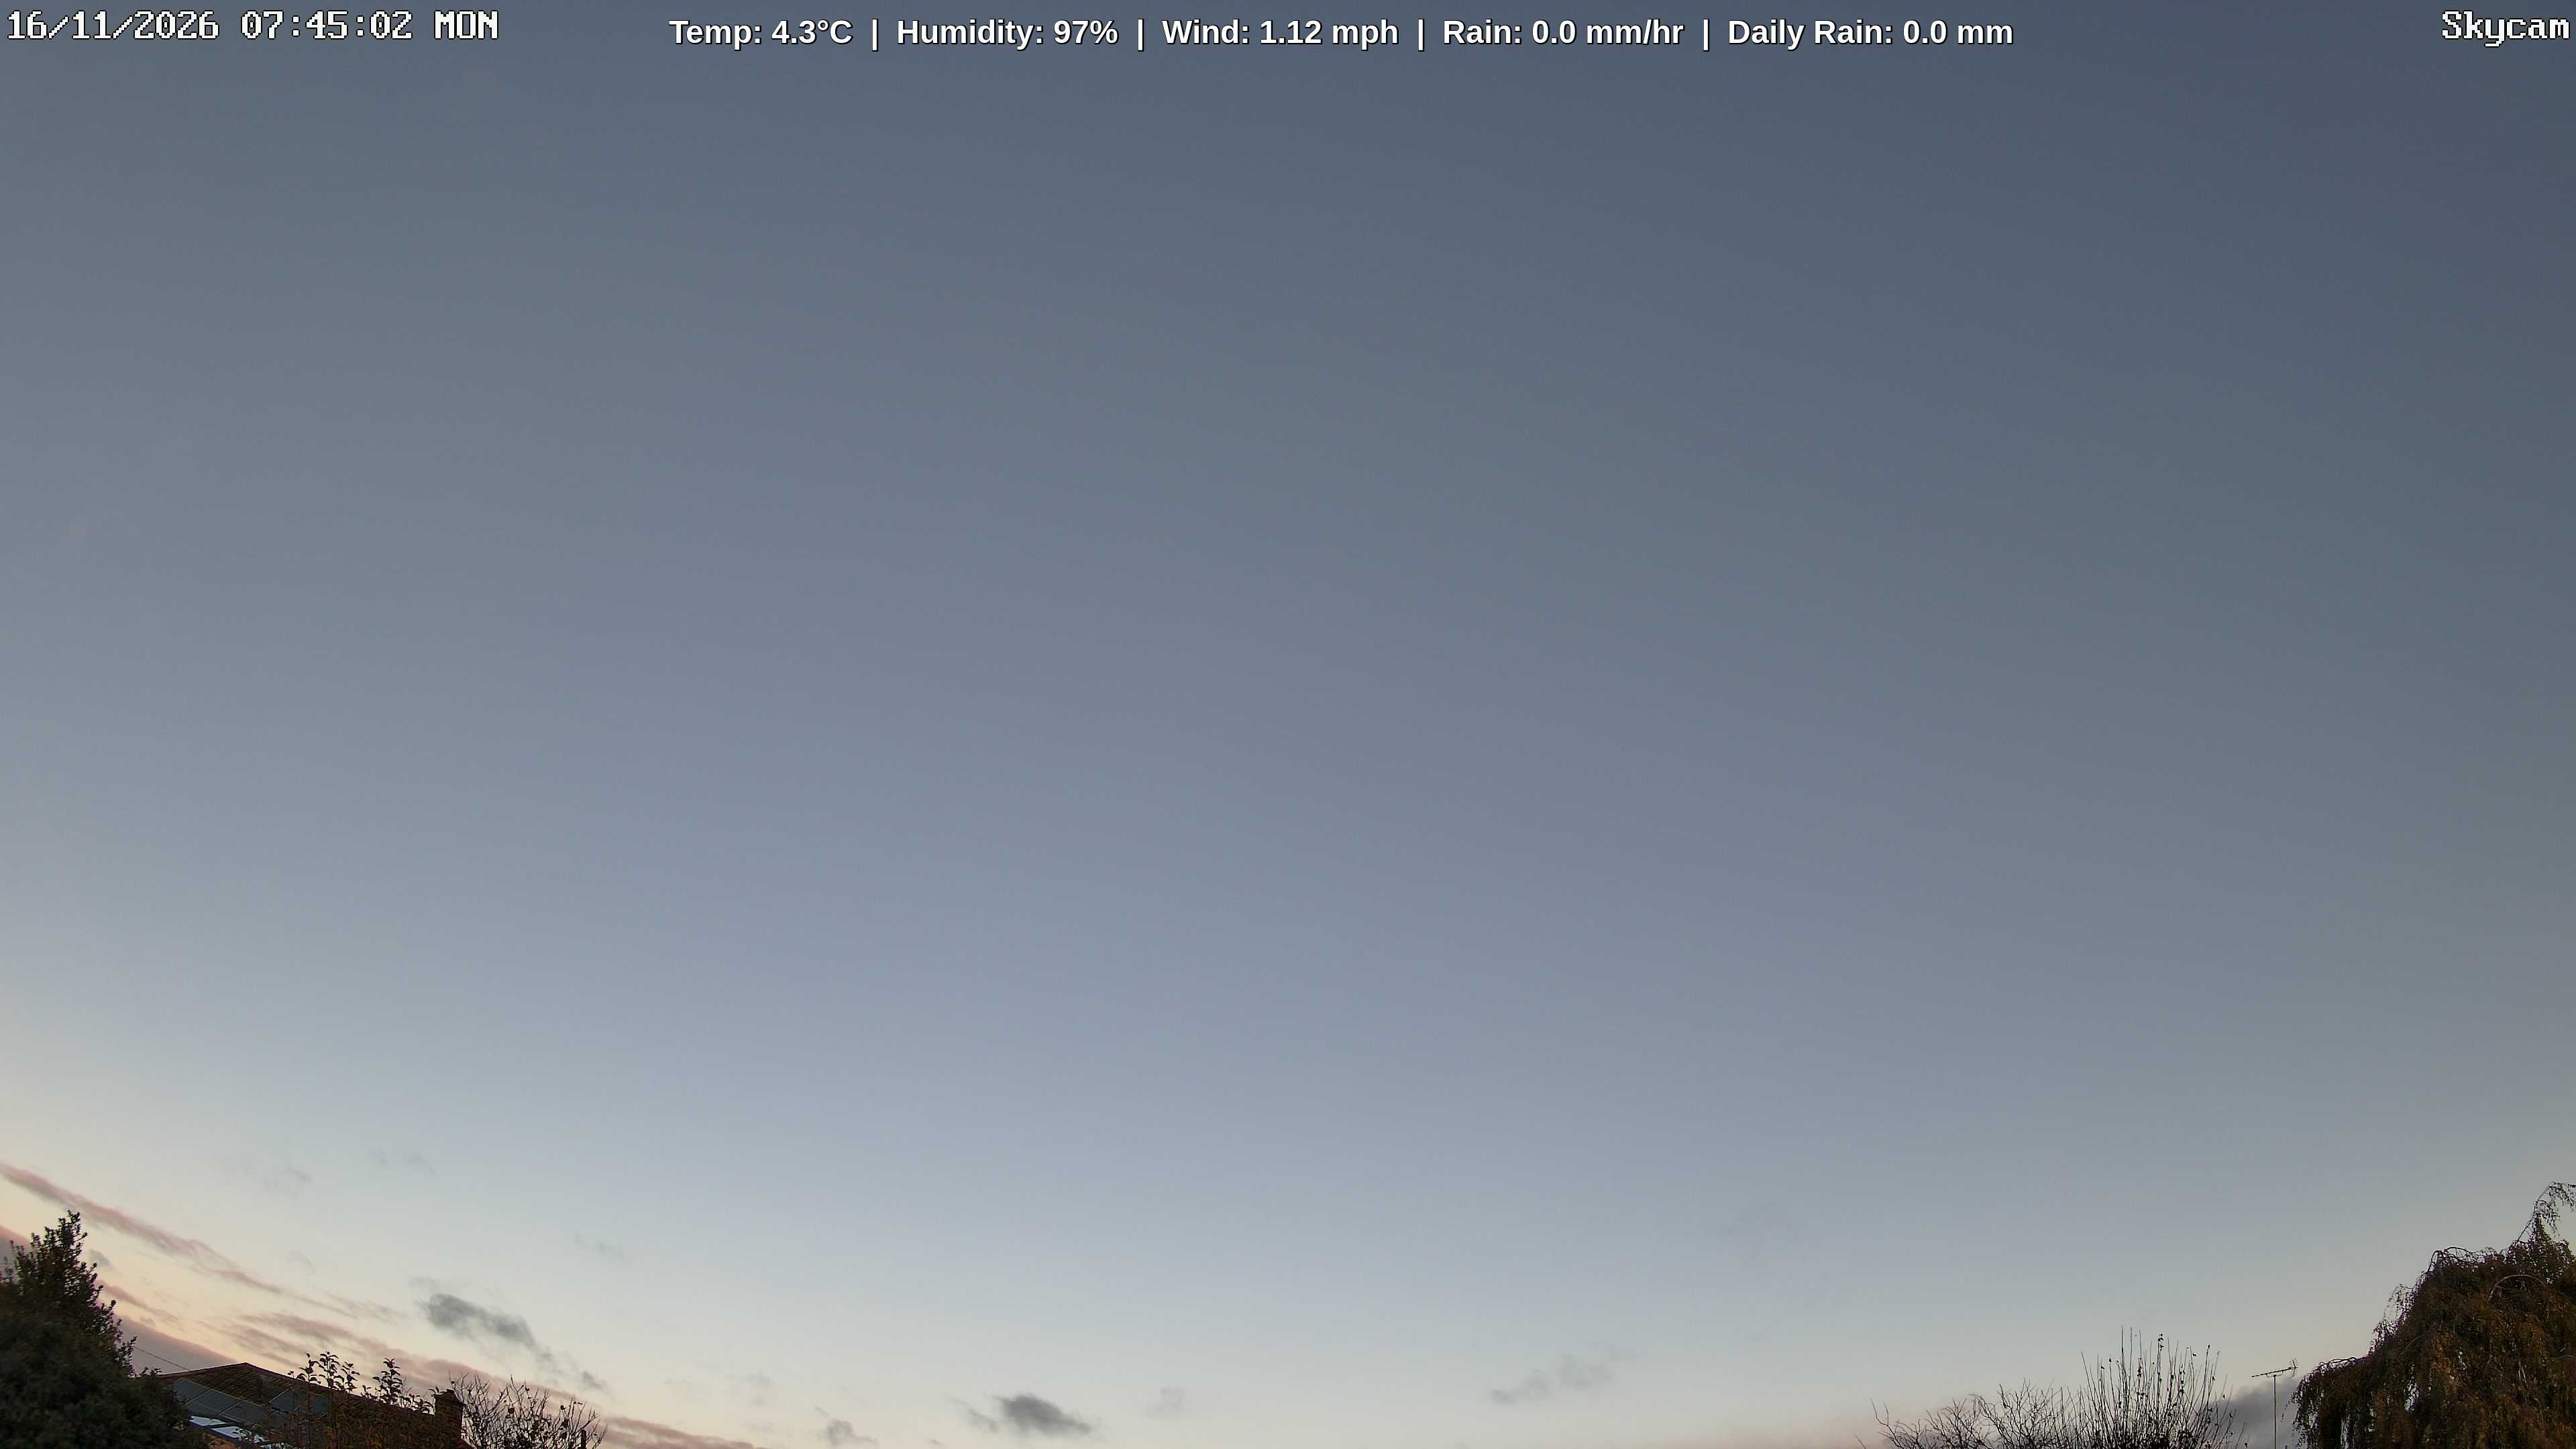 16/11/2026 07:45:02 MON
Temp: 4.3°C | Humidity: 97% | Wind: 1.12 mph | Rain: 0.0 mm/hr | Daily Rain: 0.0 mm
Skycam